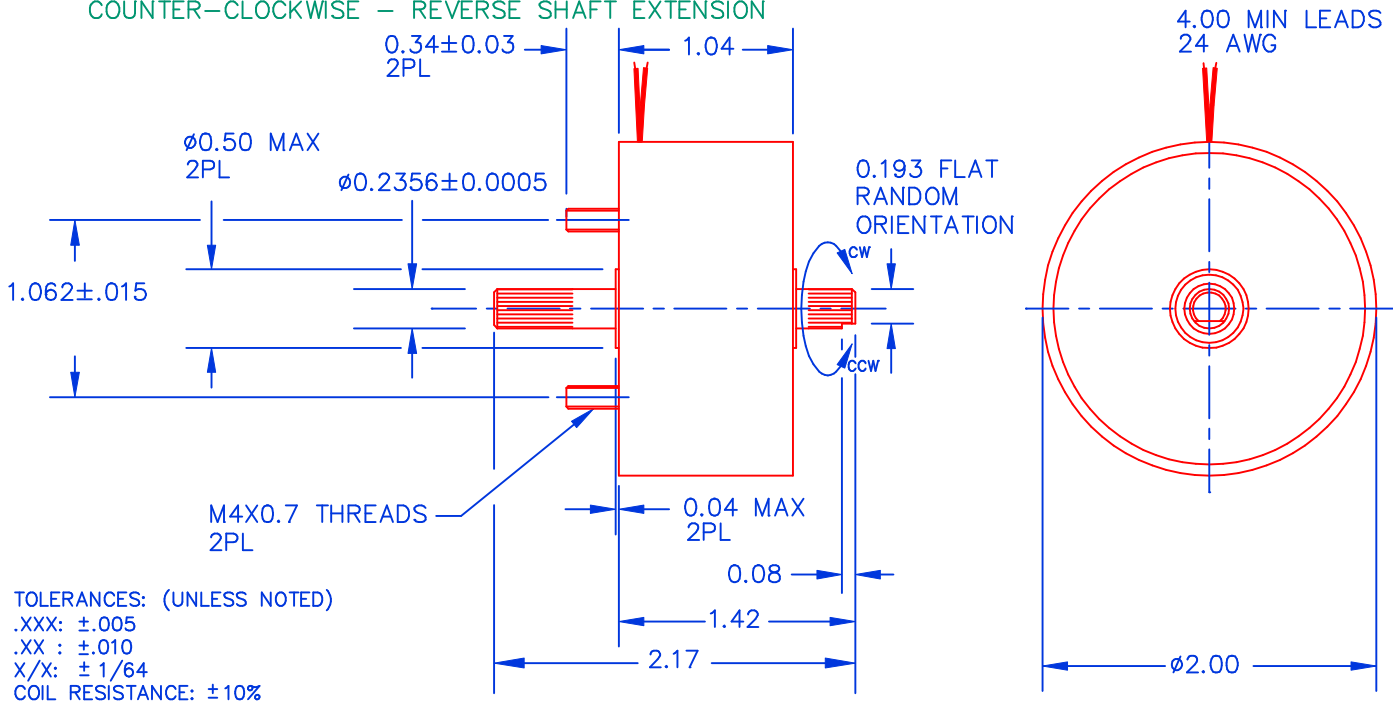 COUNTER-CLOCKWISE - REVERSE SHAFT EXTENSION
0.34±0.03
2PL
1.04
4.00 MIN LEADS
24 AWG
ø0.50 MAX
2PL
ø0.2356±0.0005
0.193 FLAT
RANDOM
ORIENTATION
CW
1.062±.015
CCW
M4X0.7 THREADS
2PL
0.04 MAX
2PL
0.08
1.42
2.17
ø2.00
TOLERANCES: (UNLESS NOTED)
.XXX: ±.005
.XX : ±.010
X/X: ±1/64
COIL RESISTANCE: ±10%